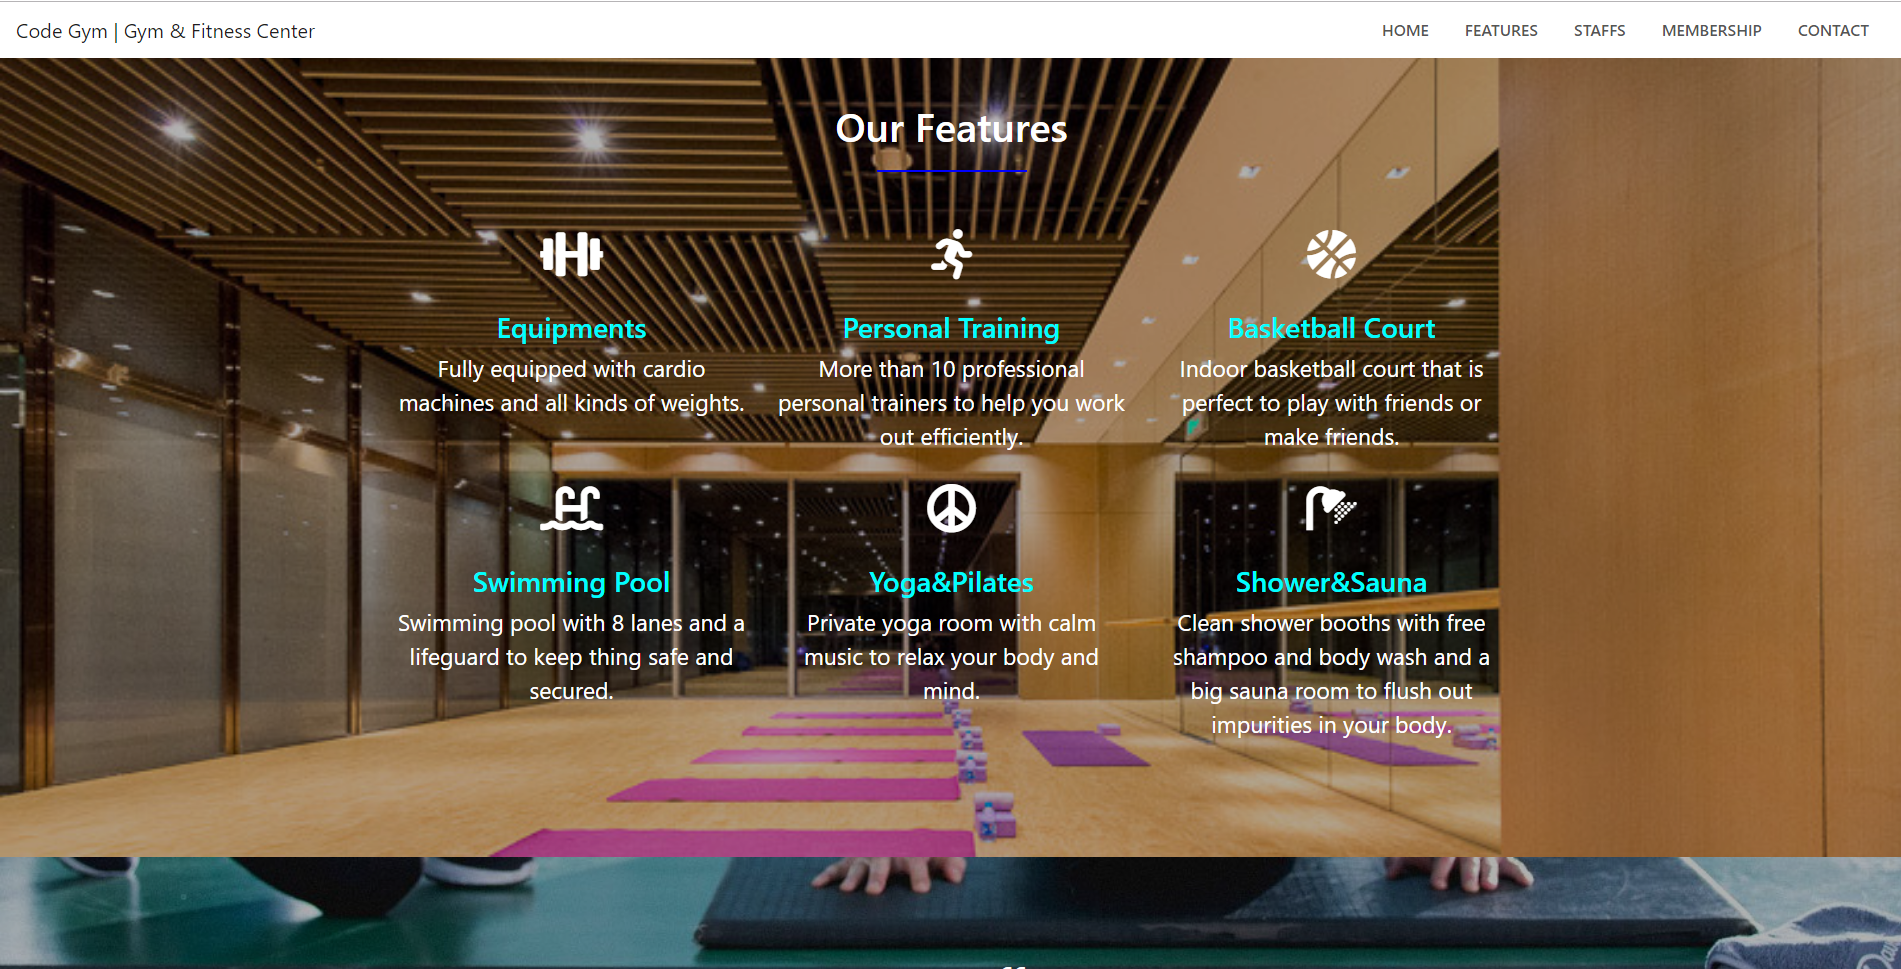 Code Gym | Gym & Fitness Center
HOME
FEATURES
STAFFS
MEMBERSHIP
CONTACT
Our Features
Equipments
Fully equipped with cardio
machines and all kinds of weights.
Personal Training
More than 10 professional
personal trainers to help you work
out efficiently.
Basketball Court
Indoor basketball court that is
perfect to play with friends or
make friends.
Swimming Pool
Swimming pool with 8 lanes and a
lifeguard to keep thing safe and
secured.
Yoga&Pilates
Private yoga room with calm
music to relax your body and
mind.
Shower&Sauna
Clean shower booths with free
shampoo and body wash and a
big sauna room to flush out
impurities in your body.